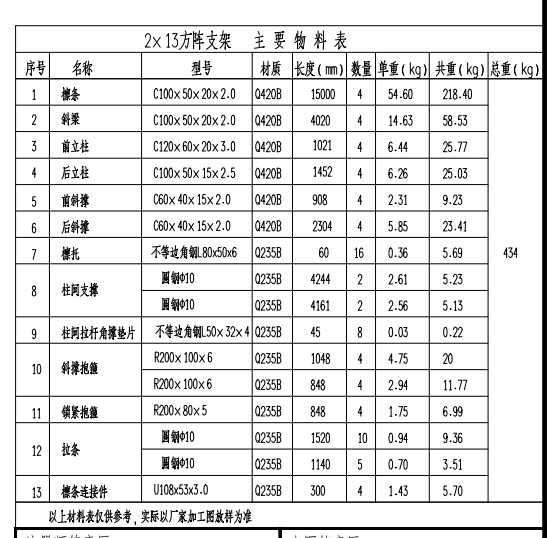 2×13方阵支架 主要物料表
序号 名称 型号 材质 长度(mm) 数量 单重(kg) 共重(kg) 总重(kg)
1 檩条 C100×50×20×2.0 Q420B 15000 4 54.60 218.40
2 斜梁 C100×50×20×2.0 Q420B 4020 4 14.63 58.53
3 前立柱 C120×60×20×3.0 Q420B 1021 4 6.44 25.77
4 后立柱 C100×50×15×2.5 Q420B 1452 4 6.26 25.03
5 前斜撑 C60×40×15×2.0 Q420B 908 4 2.31 9.23
6 后斜撑 C60×40×15×2.0 Q420B 2304 4 5.85 23.41
7 檩托 不等边角钢L80x50x6 Q235B 60 16 0.36 5.69 434
8 柱间支撑 圆钢Φ10 Q235B 4244 2 2.61 5.23
圆钢Φ10 Q235B 4161 2 2.56 5.13
9 柱间拉杆角撑垫片 不等边角钢L50×32×4 Q235B 45 8 0.03 0.22
10 斜撑抱箍 R200×100×6 Q235B 1048 4 4.75 20
R200×100×6 Q235B 848 4 2.94 11.77
11 锁紧抱箍 R200×80×5 Q235B 848 4 1.75 6.99
12 拉条 圆钢Φ10 Q235B 1520 10 0.94 9.36
圆钢Φ10 Q235B 1140 5 0.70 3.51
13 檩条连接件 U108x53x3.0 Q235B 300 4 1.43 5.70
以上材料表仅供参考，实际以厂家加工图放样为准